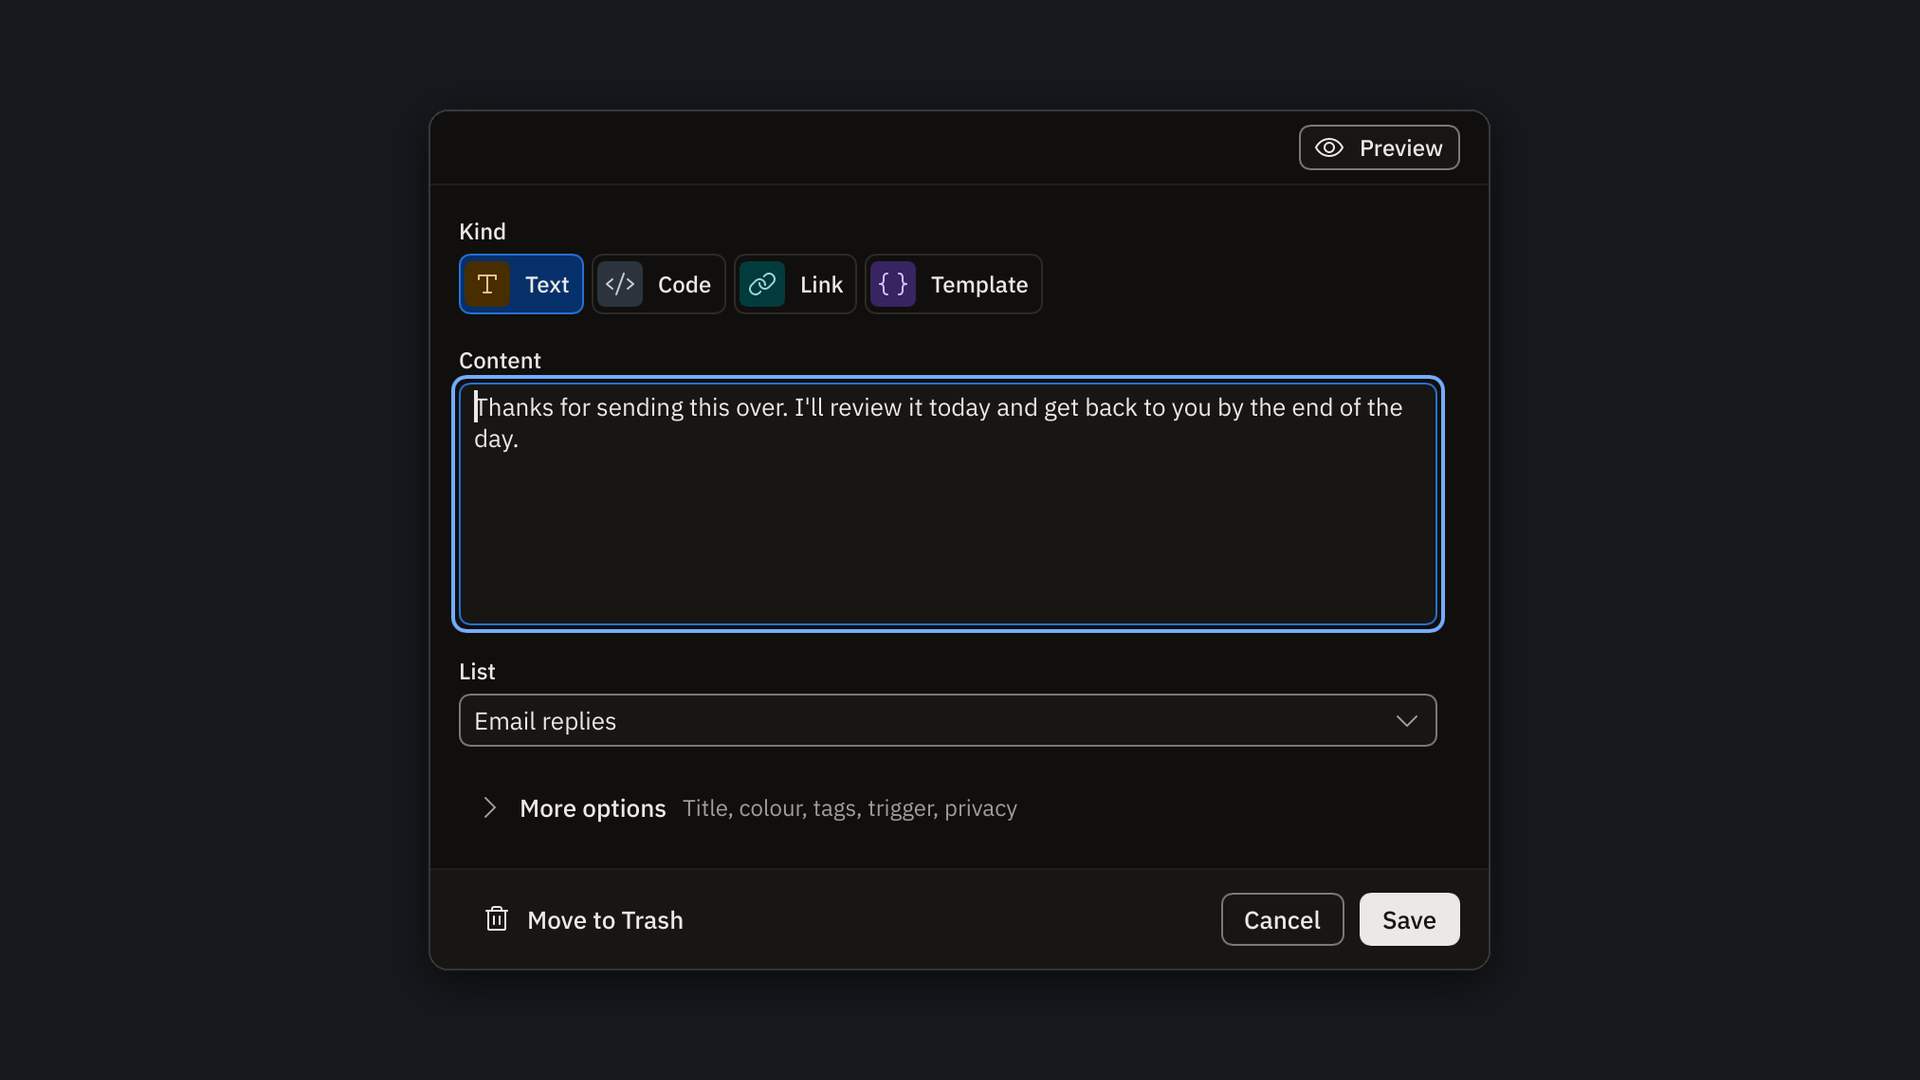 Preview
Kind
Text
Code
Link
Template
Content
Thanks for sending this over. I'll review it today and get back to you by the end of the
day.
List
Email replies
More options Title, colour, tags, trigger, privacy
Move to Trash
Cancel
Save